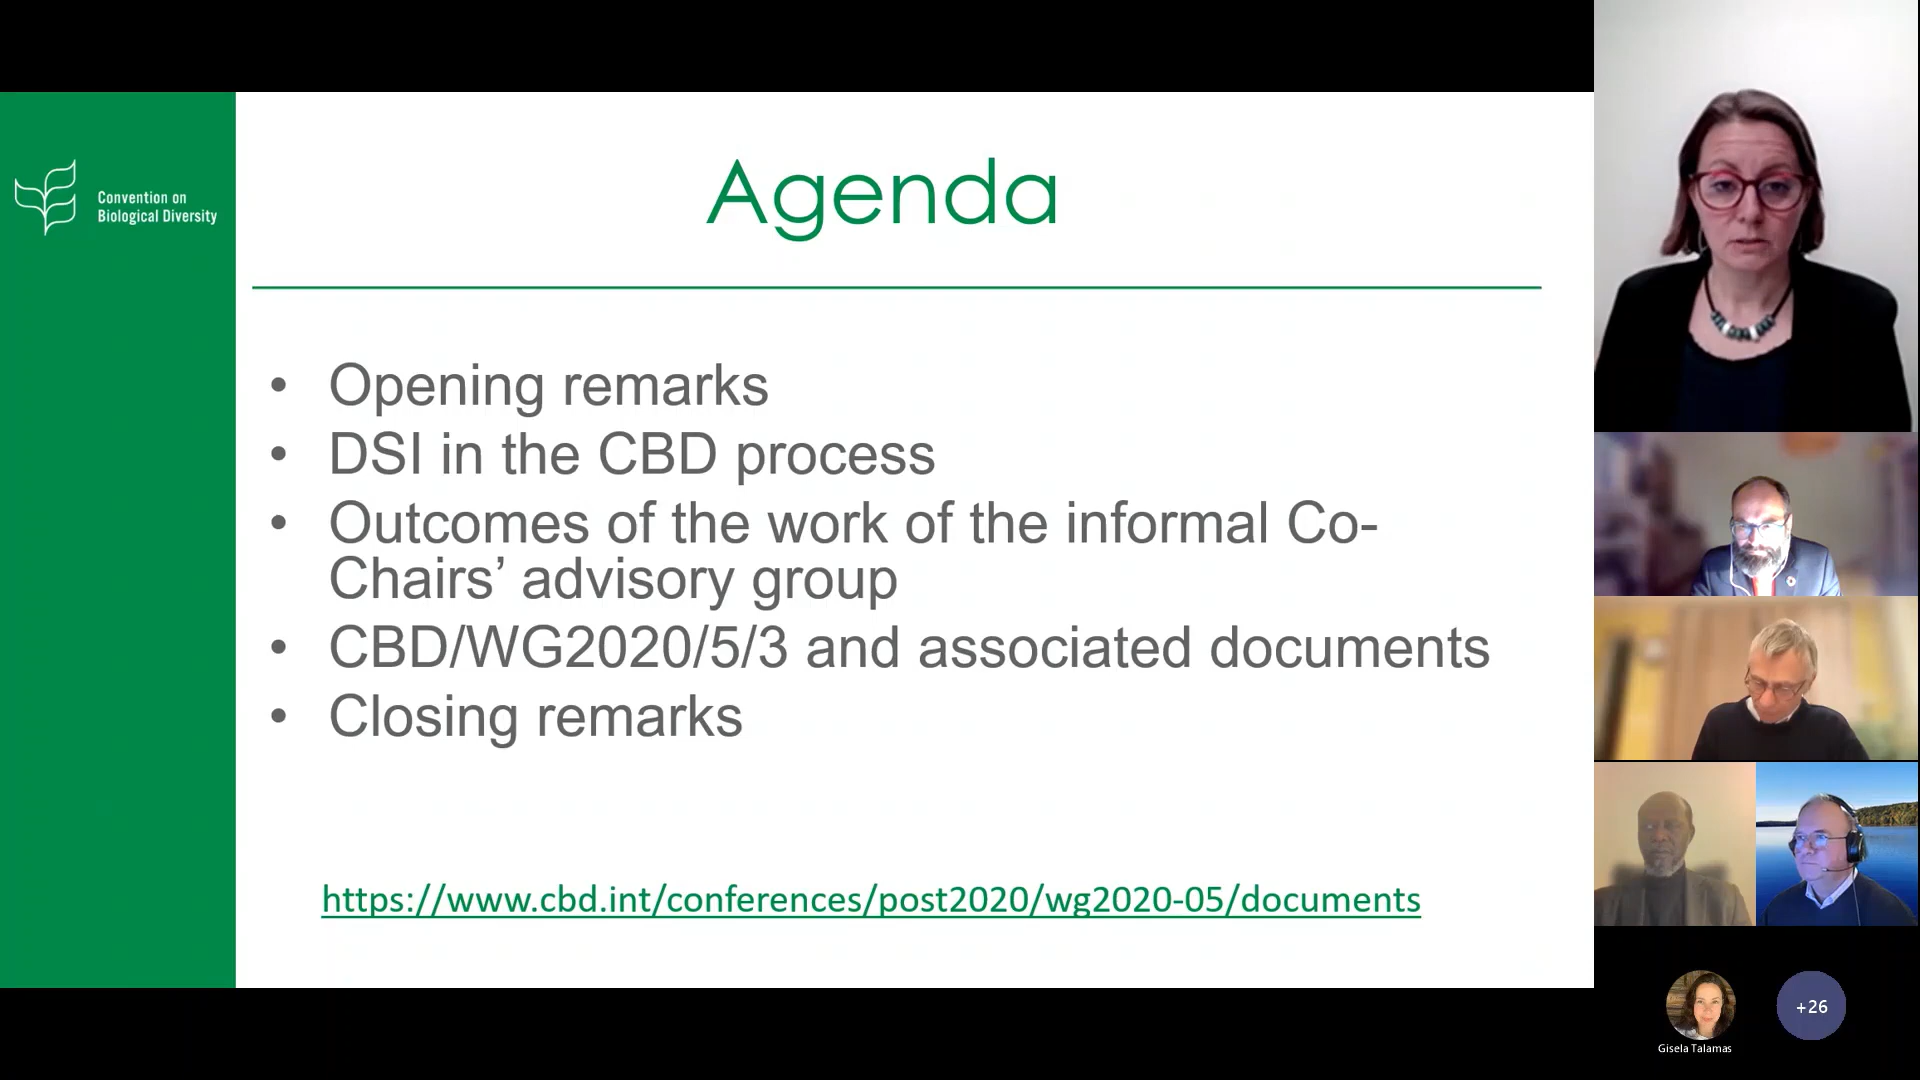 Convention on
Biological Diversity
Agenda
• Opening remarks
• DSI in the CBD process
• Outcomes of the work of the informal Co-
Chairs’ advisory group
• CBD/WG2020/5/3 and associated documents
• Closing remarks
https://www.cbd.int/conferences/post2020/wg2020-05/documents
+26
Gisela Talamas